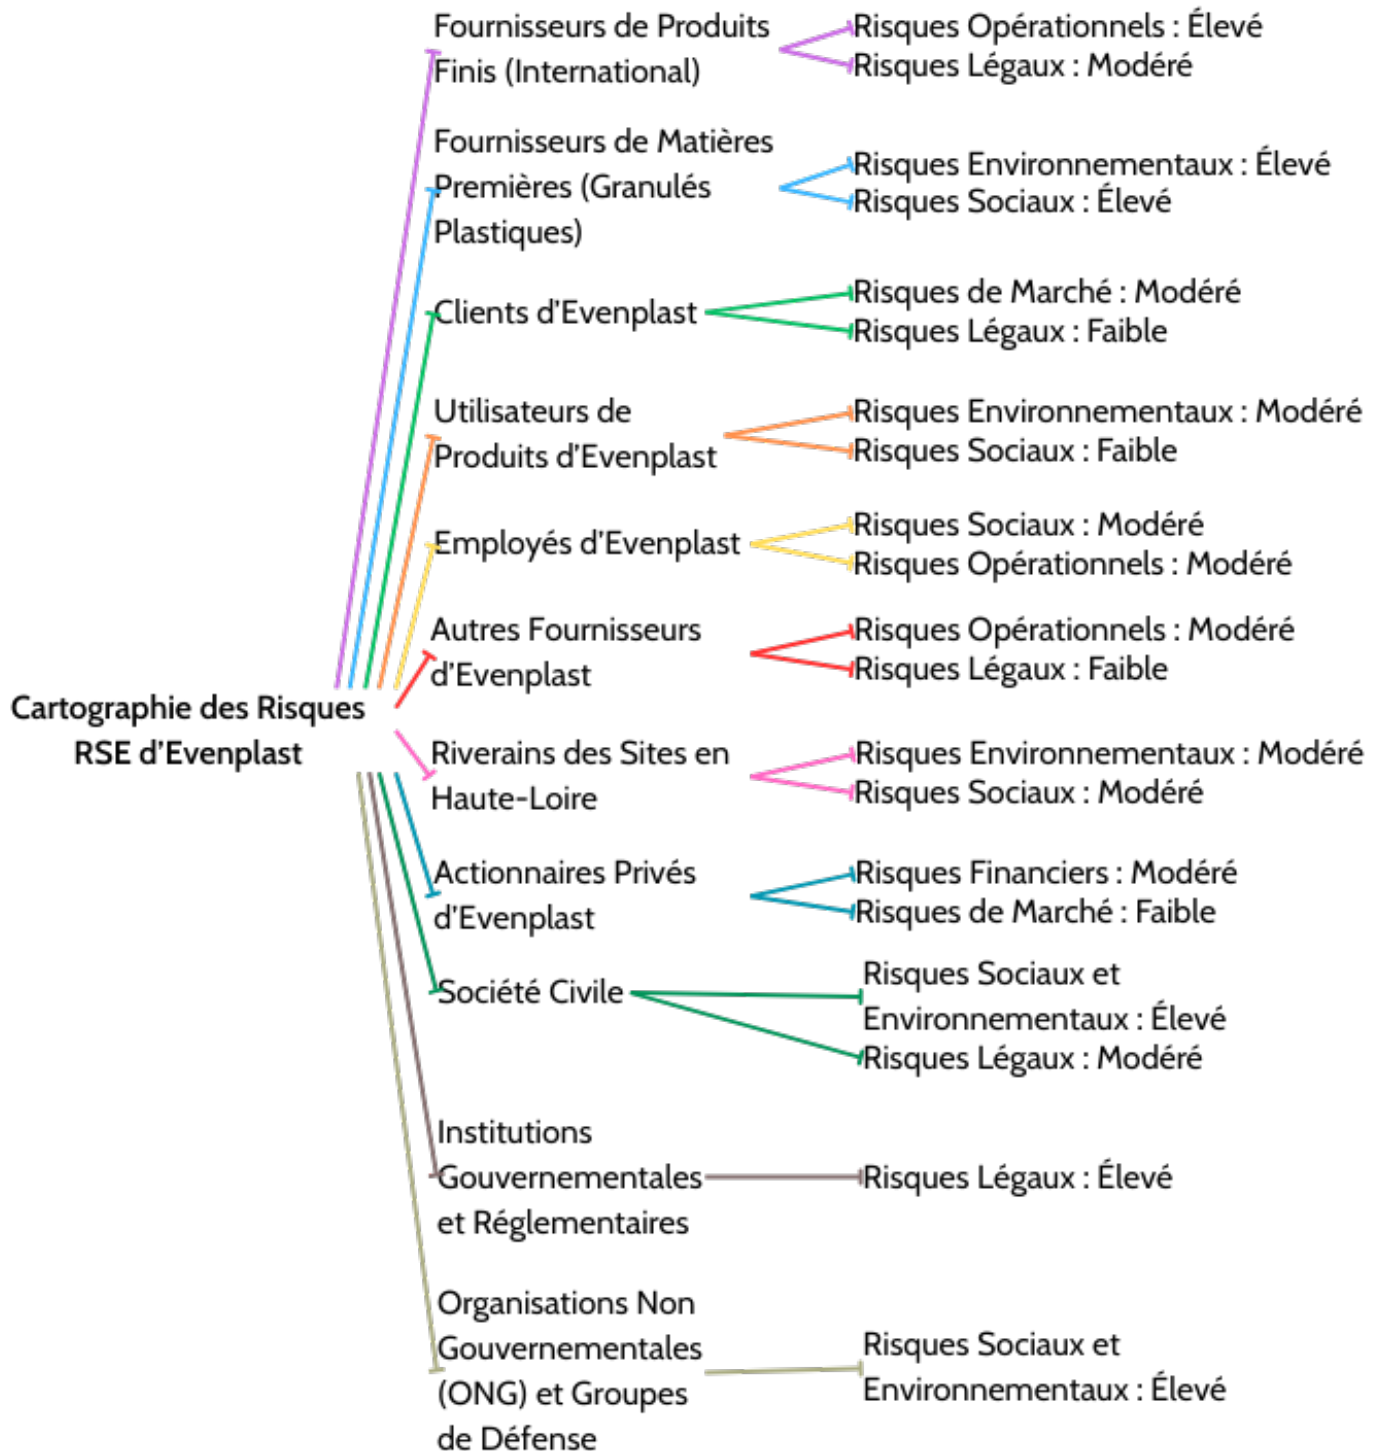 Fournisseurs de Produits
Finis (International)
Risques Opérationnels : Élevé
Risques Légaux : Modéré
Fournisseurs de Matières
Premières (Granulés
Plastiques)
Risques Environnementaux : Élevé
Risques Sociaux : Élevé
Clients d'Evenplast
Risques de Marché : Modéré
Risques Légaux : Faible
Utilisateurs de
Produits d'Evenplast
Risques Environnementaux : Modéré
Risques Sociaux : Faible
Employés d'Evenplast
Risques Sociaux : Modéré
Risques Opérationnels : Modéré
Autres Fournisseurs
d'Evenplast
Risques Opérationnels : Modéré
Risques Légaux : Faible
Cartographie des Risques
RSE d'Evenplast
Riverains des Sites en
Haute-Loire
Risques Environnementaux : Modéré
Risques Sociaux : Modéré
Actionnaires Privés
d'Evenplast
Risques Financiers : Modéré
Risques de Marché : Faible
Société Civile
Risques Sociaux et
Environnementaux : Élevé
Risques Légaux : Modéré
Institutions
Gouvernementales
et Réglementaires
Risques Légaux : Élevé
Organisations Non
Gouvernementales
(ONG) et Groupes
de Défense
Risques Sociaux et
Environnementaux : Élevé